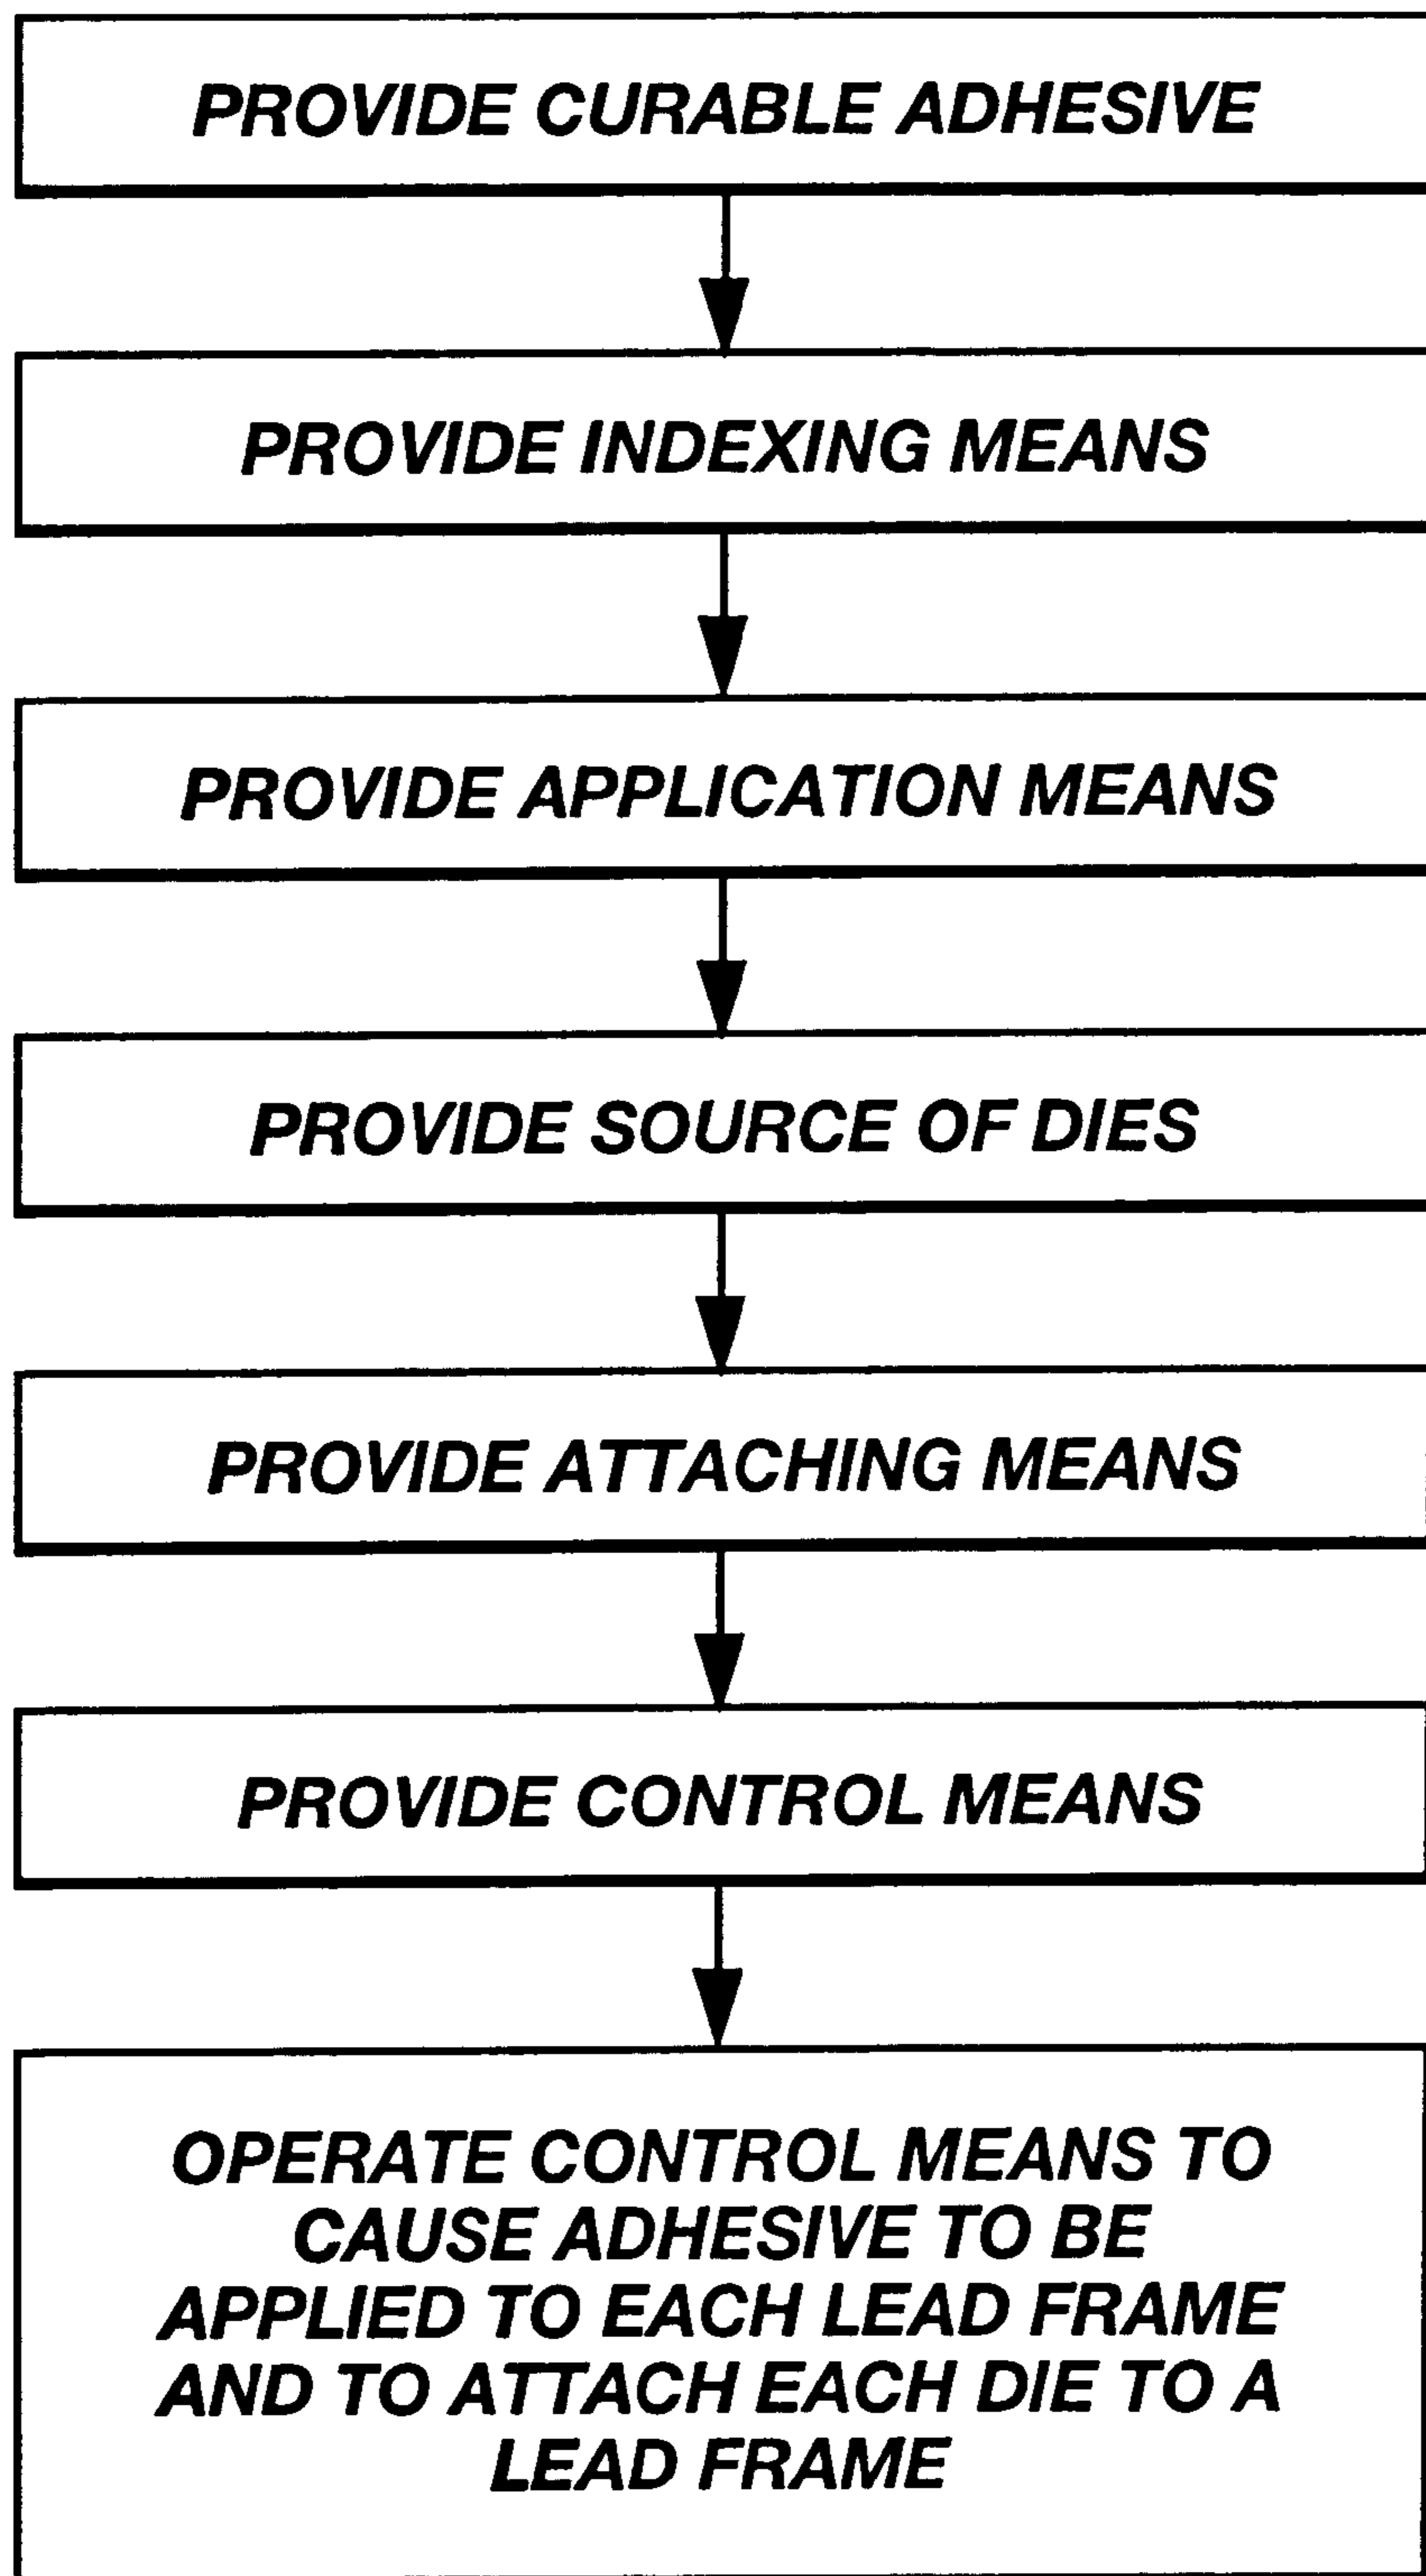 PROVIDE CURABLE ADHESIVE
PROVIDE INDEXING MEANS
PROVIDE APPLICATION MEANS
PROVIDE SOURCE OF DIES
PROVIDE ATTACHING MEANS
PROVIDE CONTROL MEANS
OPERATE CONTROL MEANS TO
CAUSE ADHESIVE TO BE
APPLIED TO EACH LEAD FRAME
AND TO ATTACH EACH DIE TO A
LEAD FRAME